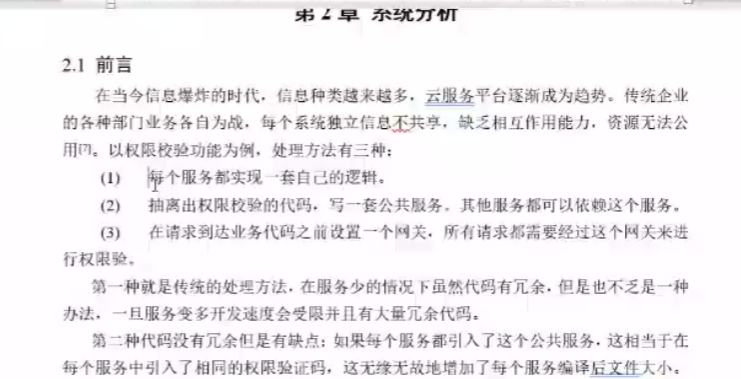 第 2 章 系统分析
2.1 前言
在当今信息爆炸的时代，信息种类越来越多，云服务平台逐渐成为趋势。传统企业
的各种部门业务各自为战，每个系统独立信息不共享，缺乏相互作用能力，资源无法公
用[7]。以权限校验功能为例，处理方法有三种：
(1) 每个服务都实现一套自己的逻辑。
(2) 抽离出权限校验的代码，写一套公共服务。其他服务都可以依赖这个服务。
(3) 在请求到达业务代码之前设置一个网关，所有请求都需要经过这个网关来进
行权限验。
第一种就是传统的处理方法，在服务少的情况下虽然代码有冗余，但是也不乏是一种
办法，一旦服务变多开发速度会受限并且有大量冗余代码。
第二种代码没有冗余但是有缺点：如果每个服务都引入了这个公共服务，这相当于在
每个服务中引入了相同的权限验证码，这无缘无故地增加了每个服务编译后文件大小。